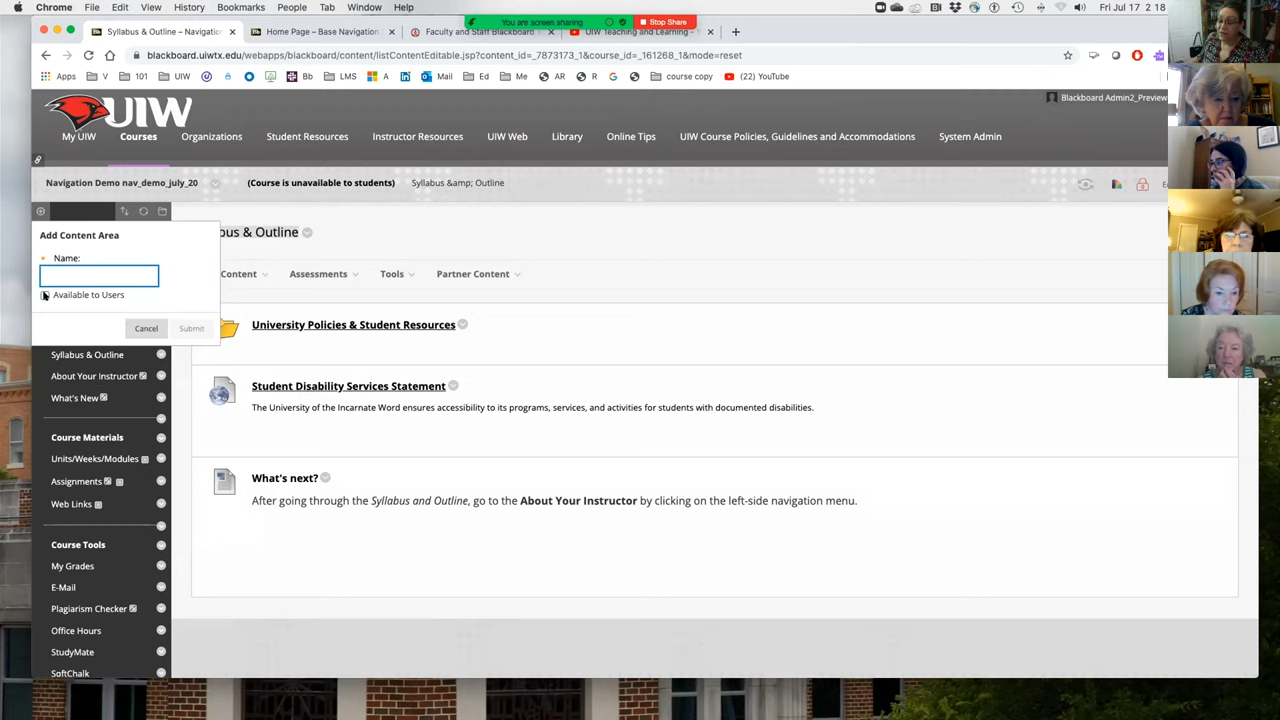 Chrome File Edit View History Bookmarks People Tab Window Help
You are screen sharing Stop Share
Fri Jul 17 2 18
Syllabus & Outline – Navigatio
Home Page – Base Navigation
Faculty and Staff Blackboard
UIW Teaching and Learning -
blackboard.uiwtx.edu/webapps/blackboard/content/listContentEditable.jsp?content_id=_7873173_1&course_id=_161268_1&mode=reset
Apps V 101 UIW Bb LMS A Mail Ed Me AR R course copy (22) YouTube
UIW
Blackboard Admin2_Preview
My UIW Courses Organizations Student Resources Instructor Resources UIW Web Library Online Tips UIW Course Policies, Guidelines and Accommodations System Admin
Navigation Demo nav_demo_july_20 (Course is unavailable to students) Syllabus &amp; Outline
Add Content Area
Name:
Available to Users
Cancel Submit
bus & Outline
Content Assessments Tools Partner Content
University Policies & Student Resources
Student Disability Services Statement
The University of the Incarnate Word ensures accessibility to its programs, services, and activities for students with documented disabilities.
What's next?
After going through the Syllabus and Outline, go to the About Your Instructor by clicking on the left-side navigation menu.
Syllabus & Outline
About Your Instructor
What's New
Course Materials
Units/Weeks/Modules
Assignments
Web Links
Course Tools
My Grades
E-Mail
Plagiarism Checker
Office Hours
StudyMate
SoftChalk